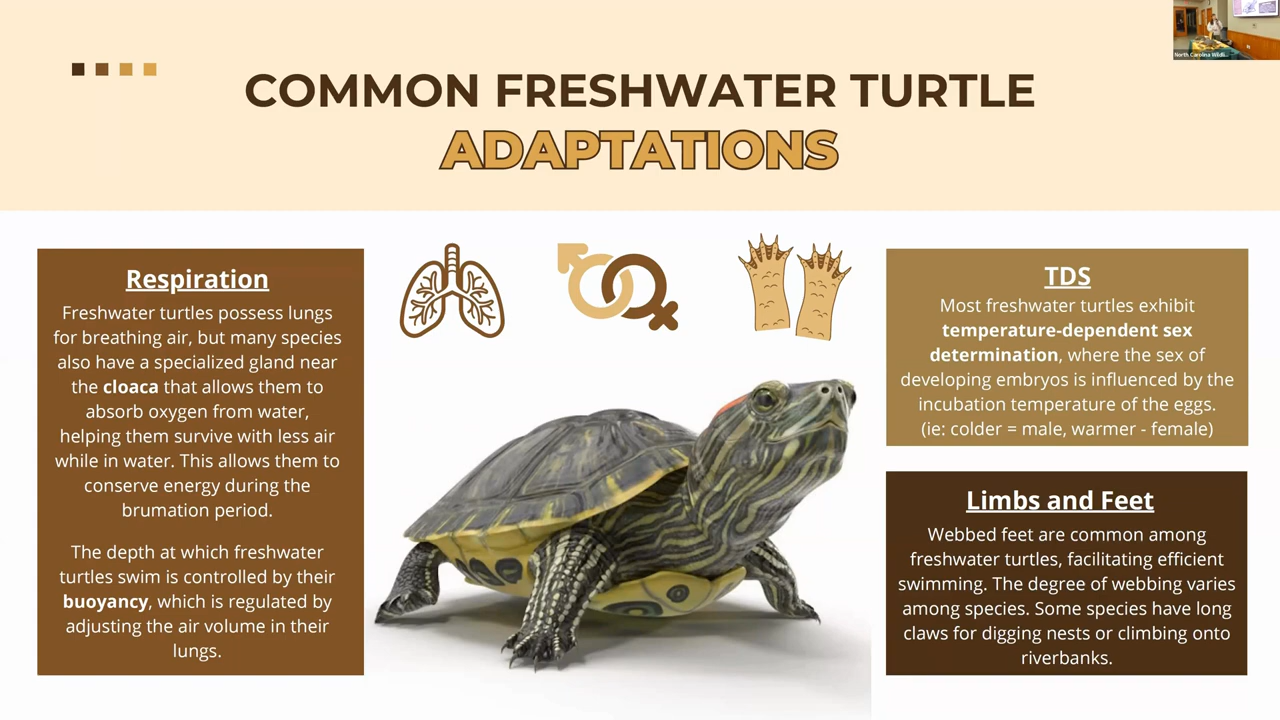 COMMON FRESHWATER TURTLE
ADAPTATIONS
North Carolina Wildli...
Respiration
Freshwater turtles possess lungs
for breathing air, but many species
also have a specialized gland near
the cloaca that allows them to
absorb oxygen from water,
helping them survive with less air
while in water. This allows them to
conserve energy during the
brumation period.
The depth at which freshwater
turtles swim is controlled by their
buoyancy, which is regulated by
adjusting the air volume in their
lungs.
TDS
Most freshwater turtles exhibit
temperature-dependent sex
determination, where the sex of
developing embryos is influenced by the
incubation temperature of the eggs.
(ie: colder = male, warmer - female)
Limbs and Feet
Webbed feet are common among
freshwater turtles, facilitating efficient
swimming. The degree of webbing varies
among species. Some species have long
claws for digging nests or climbing onto
riverbanks.